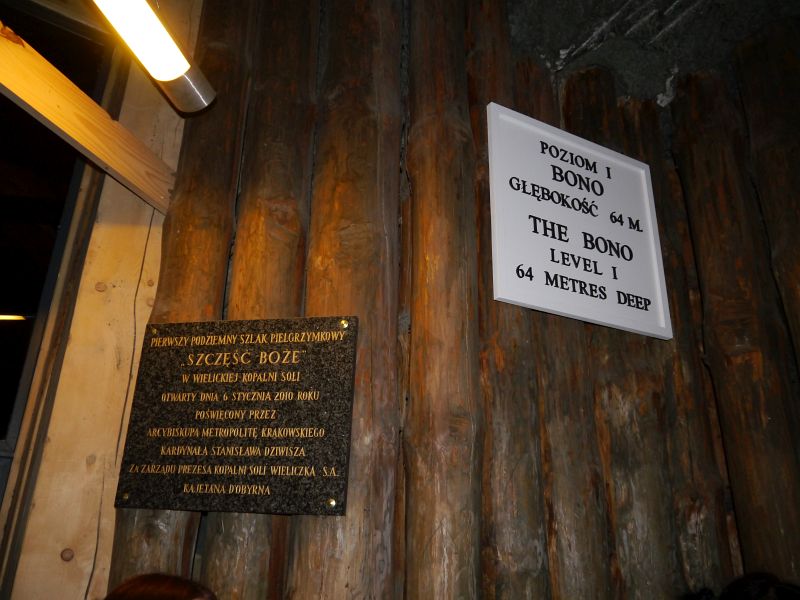 PIERWSZY PODZIEMNY SZLAK PIELGRZYMKOWY
„SZCZĘŚĆ BOŻE”
W WIELICKIEJ KOPALNI SOLI
OTWARTY DNIA 6 STYCZNIA 2010 ROKU
POŚWIĘCONY PRZEZ
ARCYBISKUPA METROPOLITĘ KRAKOWSKIEGO
KARDYNAŁA STANISŁAWA DZIWISZA
ZA ZARZĄDU PREZESA KOPALNI SOLI WIELICZKA S.A.
KAJETANA D'OBYRNA
POZIOM I
BONO
GŁĘBOKOŚĆ 64 M.
THE BONO
LEVEL I
64 METRES DEEP